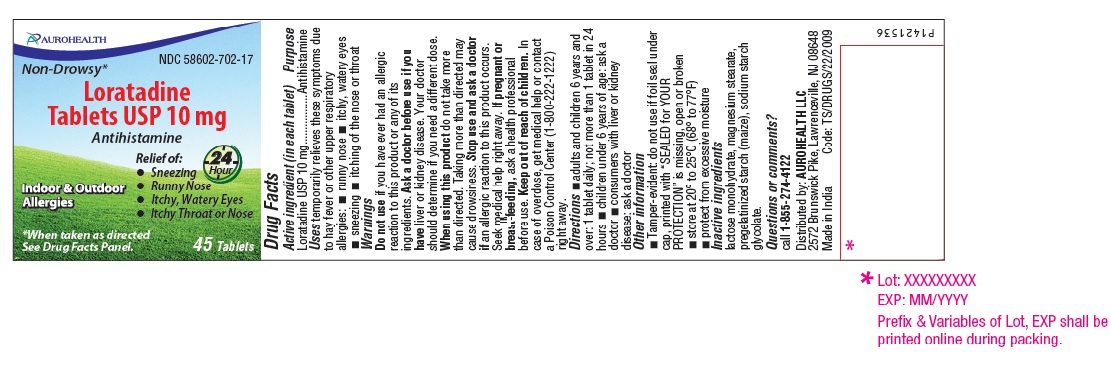 AUROHEALTH
NDC 58602-702-17
Non-Drowsy*
Loratadine
Tablets USP 10 mg
Antihistamine
Relief of:
• Sneezing
• Runny Nose
• Itchy, Watery Eyes
• Itchy Throat or Nose
24
Hour
Indoor & Outdoor
Allergies
*When taken as directed
See Drug Facts Panel.
45 Tablets
Drug Facts
Active ingredient (in each tablet) Purpose
Loratadine USP 10 mg..............Antihistamine
Uses temporarily relieves these symptoms due
to hay fever or other upper respiratory
allergies: ■ runny nose ■ itchy, watery eyes
■ sneezing ■ itching of the nose or throat
Warnings
Do not use if you have ever had an allergic
reaction to this product or any of its
ingredients. Ask a doctor before use if you
have liver or kidney disease. Your doctor
should determine if you need a different dose.
When using this product do not take more
than directed. Taking more than directed may
cause drowsiness. Stop use and ask a doctor
if an allergic reaction to this product occurs.
Seek medical help right away. If pregnant or
breast-feeding, ask a health professional
before use. Keep out of reach of children. In
case of overdose, get medical help or contact
a Poison Control Center (1-800-222-1222)
right away.
Directions ■ adults and children 6 years and
over: 1 tablet daily; no more than 1 tablet in 24
hours ■ children under 6 years of age: ask a
doctor ■ consumers with liver or kidney
disease: ask a doctor
Other information
■ Tamper-evident: do not use if foil seal under
cap, printed with "SEALED for YOUR
PROTECTION" is missing, open or broken
■ store at 20° to 25°C (68° to 77°F)
■ protect from excessive moisture
Inactive ingredients
lactose monohydrate, magnesium stearate,
pregelatinized starch (maize), sodium starch
glycolate.
Questions or comments?
call 1-855-274-4122
Distributed by: AUROHEALTH LLC
2572 Brunswick Pike, Lawrenceville, NJ 08648
Made in India Code: TS/DRUGS/22/2009
P1421536
*
* Lot: XXXXXXXXX
EXP: MM/YYYY
Prefix & Variables of Lot, EXP shall be
printed online during packing.